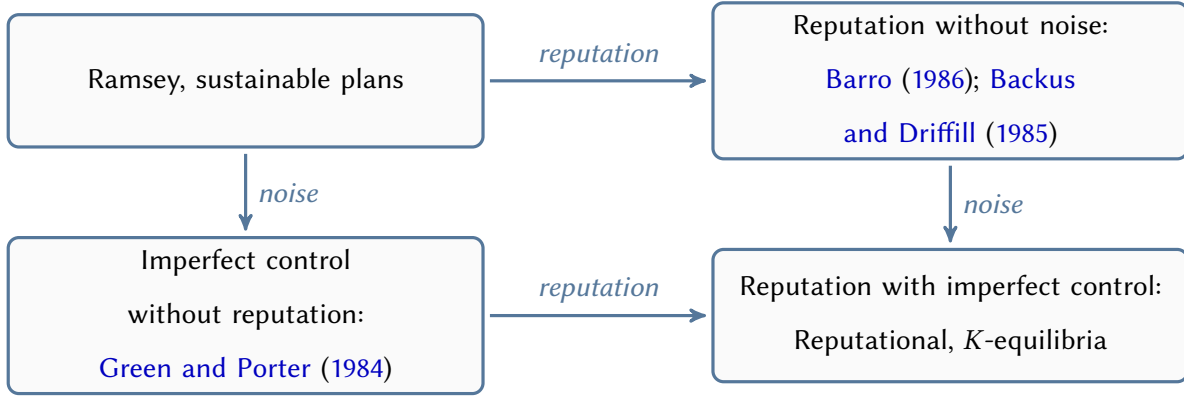 Ramsey, sustainable plans
reputation
Reputation without noise:
Barro (1986); Backus
and Driffill (1985)
noise
noise
Imperfect control
without reputation:
Green and Porter (1984)
reputation
Reputation with imperfect control:
Reputational, K-equilibria